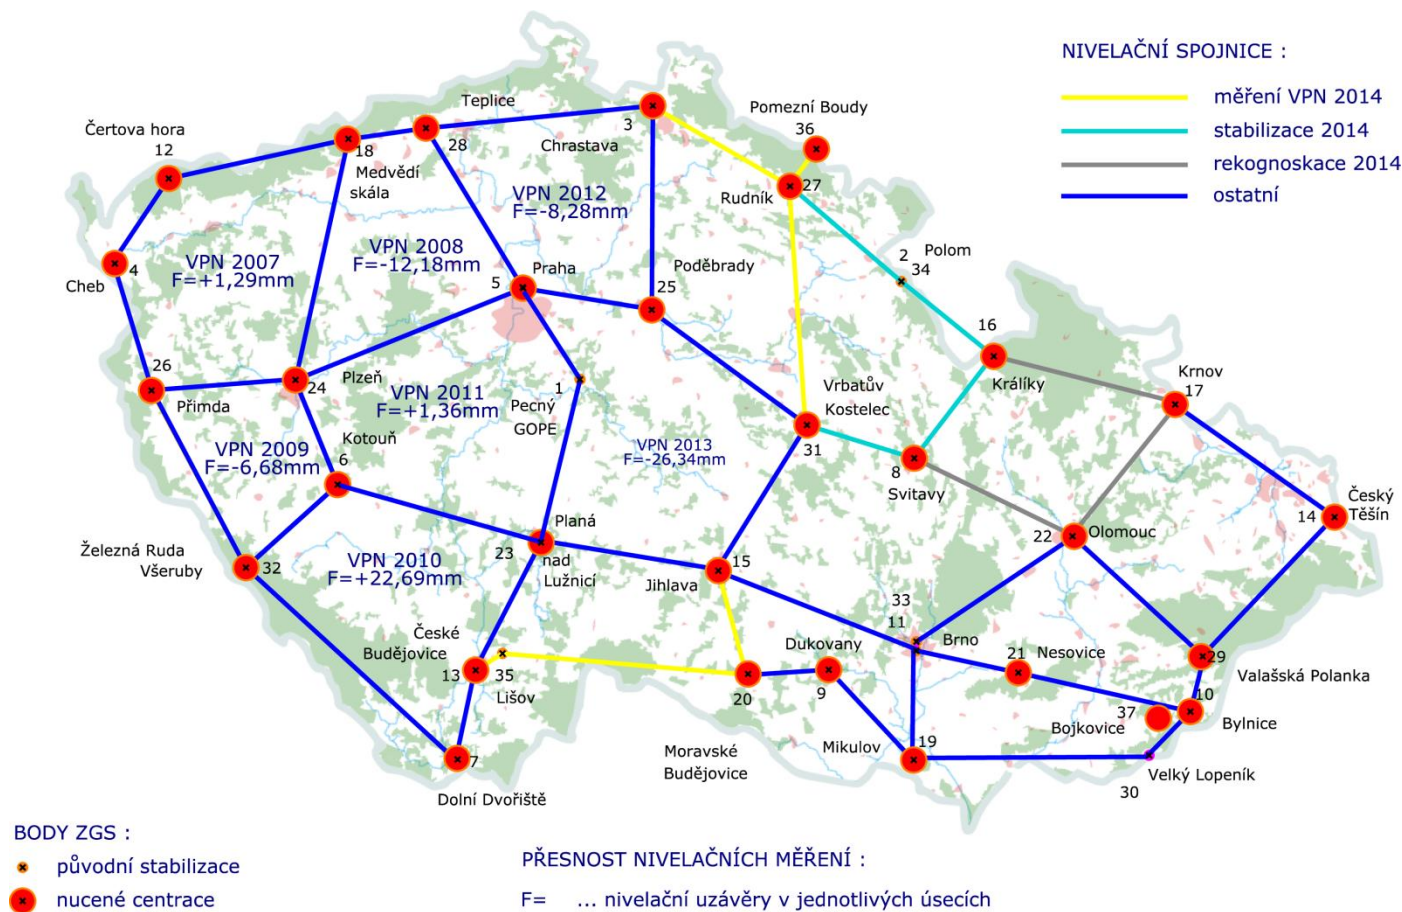 NIVELAČNÍ SPOJNICE :
měření VPN 2014
stabilizace 2014
rekognoskace 2014
ostatní
Čertova hora
12
18
Medvědí
skála
Teplice
28
3
Chrastava
Pomezní Boudy
36
27
Rudník
VPN 2012
F=-8,28mm
VPN 2007
F=+1,29mm
VPN 2008
F=-12,18mm
4
Cheb
5
Praha
Poděbrady
25
2
34
Polom
16
Králíky
Krnov
17
26
Přimda
24
Plzeň
VPN 2011
F=+1,36mm
1
Pecný
GOPE
Vrbatův
Kostelec
31
VPN 2009
F=-6,68mm
Kotouň
6
VPN 2013
F=-26,34mm
8
Svitavy
22
Olomouc
14
Český
Těšín
Železná Ruda
Všeruby
32
VPN 2010
F=+22,69mm
23
Planá
nad
Lužnicí
15
Jihlava
33
11
Brno
České
Budějovice
13
35
Lišov
Dukovany
9
20
21
Nesovice
29
Valašská Polanka
10
37
Bojkovice
Bylnice
Moravské
Budějovice
Mikulov
19
7
Dolní Dvořiště
Velký Lopeník
30
BODY ZGS :
původní stabilizace
nucené centrace
PŘESNOST NIVELAČNÍCH MĚŘENÍ :
F= ... nivelační uzávěry v jednotlivých úsecích